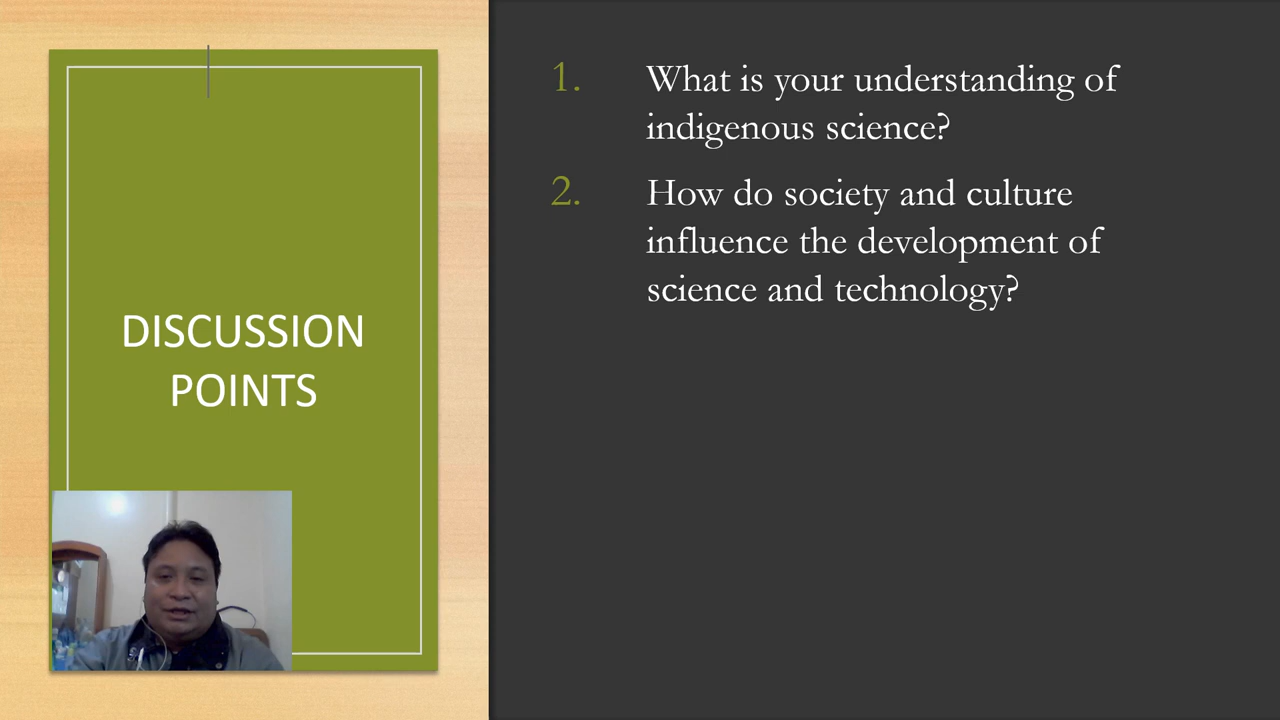 DISCUSSION
POINTS
1. What is your understanding of
indigenous science?
2. How do society and culture
influence the development of
science and technology?